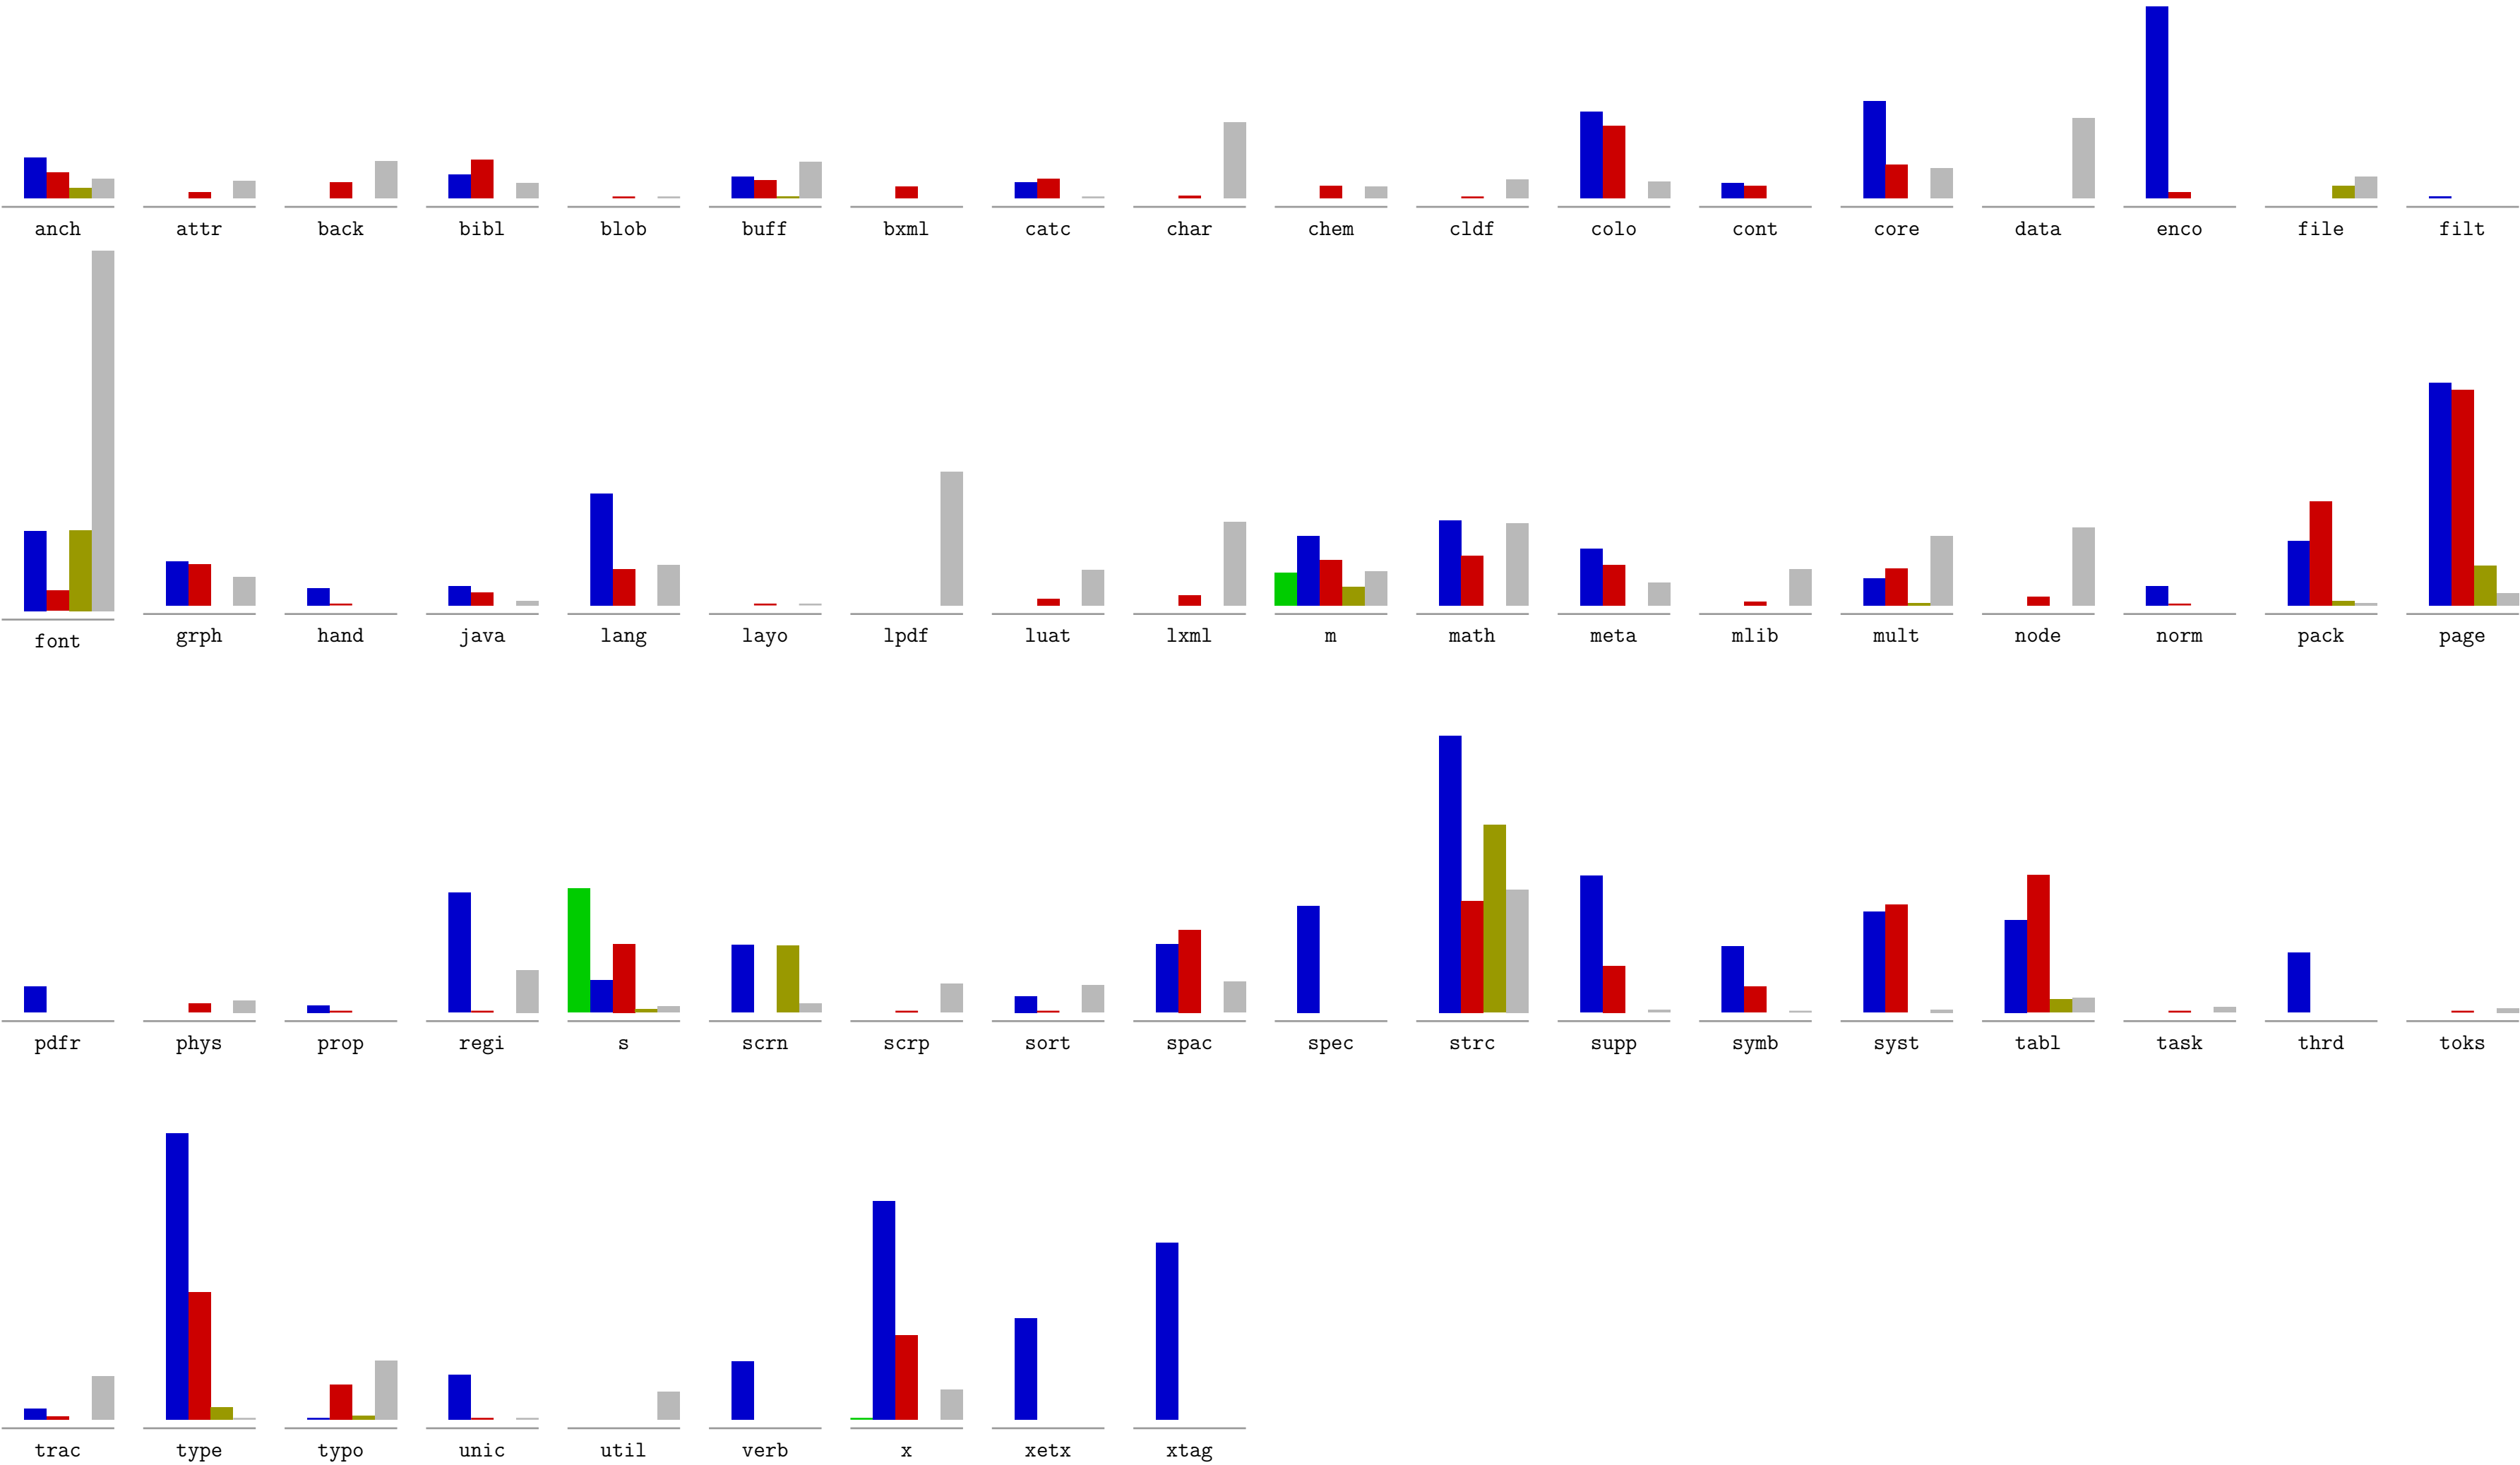 anch attr back bibl blob buff bxml catc char chem cldf colo cont core data enco file filt
font grph hand java lang layo lpdf luat lxml m math meta mlib mult node norm pack page
pdfr phys prop regi s scrn scrp sort spac spec strc supp symb syst tabl task thrd toks
trac type typo unic util verb x xetx xtag